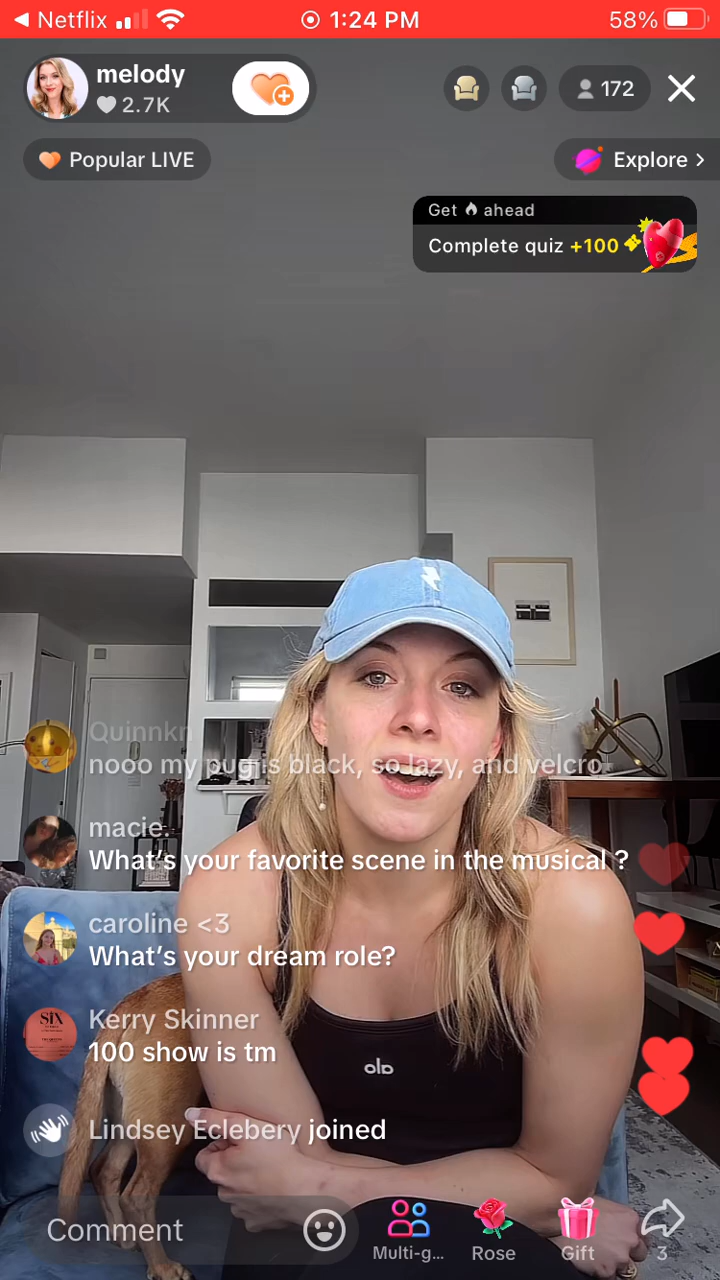 Netflix 1:24 PM 58%
melody
2.7K
172
Popular LIVE
Explore >
Get ahead
Complete quiz +100
Quinnkn
nooo my pug is black, so lazy, and velcro
macie.
What's your favorite scene in the musical ?
caroline <3
What's your dream role?
SIX
Kerry Skinner
100 show is tm
alo
Lindsey Eclebery joined
Comment
Multi-g... Rose Gift 3